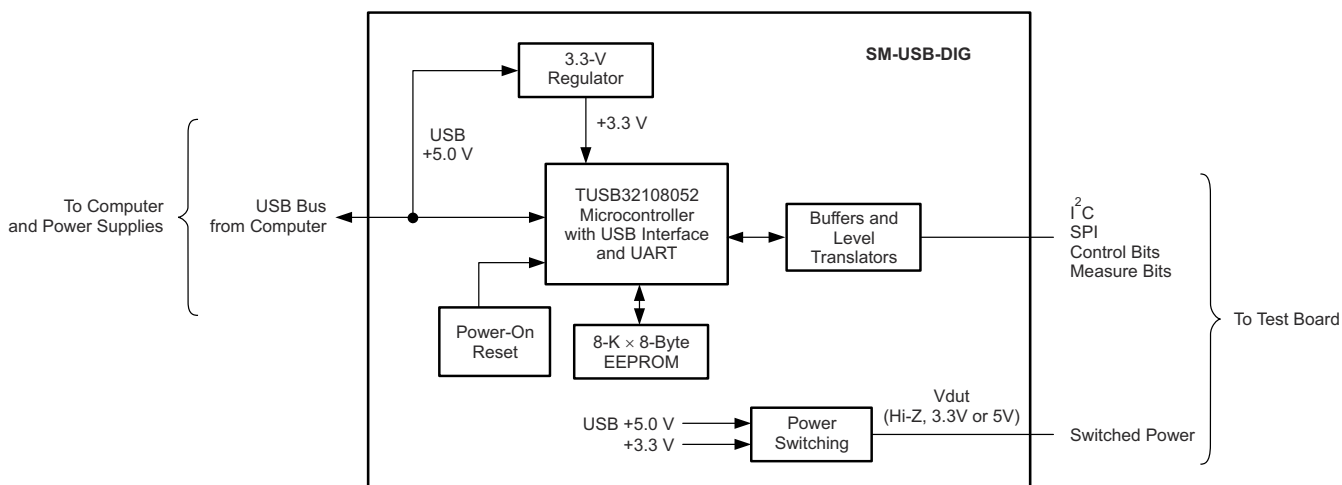 SM-USB-DIG
3.3-V
Regulator
+3.3 V
USB
+5.0 V
To Computer
and Power Supplies
USB Bus
from Computer
TUSB32108052
Microcontroller
with USB Interface
and UART
Buffers and
Level
Translators
I²C
SPI
Control Bits
Measure Bits
To Test Board
Power-On
Reset
8-K × 8-Byte
EEPROM
USB +5.0 V
+3.3 V
Power
Switching
Vdut
(Hi-Z, 3.3V or 5V)
Switched Power